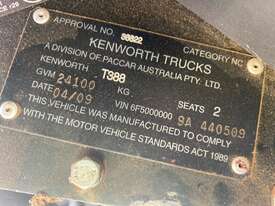 APPROVAL NO. 38322 CATEGORY NC
KENWORTH TRUCKS
A DIVISION OF PACCAR AUSTRALIA PTY. LTD.
KENWORTH T388
GVM 24100 KG SEATS 2
DATE 04/09 VIN 6F5000000 9A 440509
THIS VEHICLE WAS MANUFACTURED TO COMPLY
WITH THE MOTOR VEHICLE STANDARDS ACT 1989